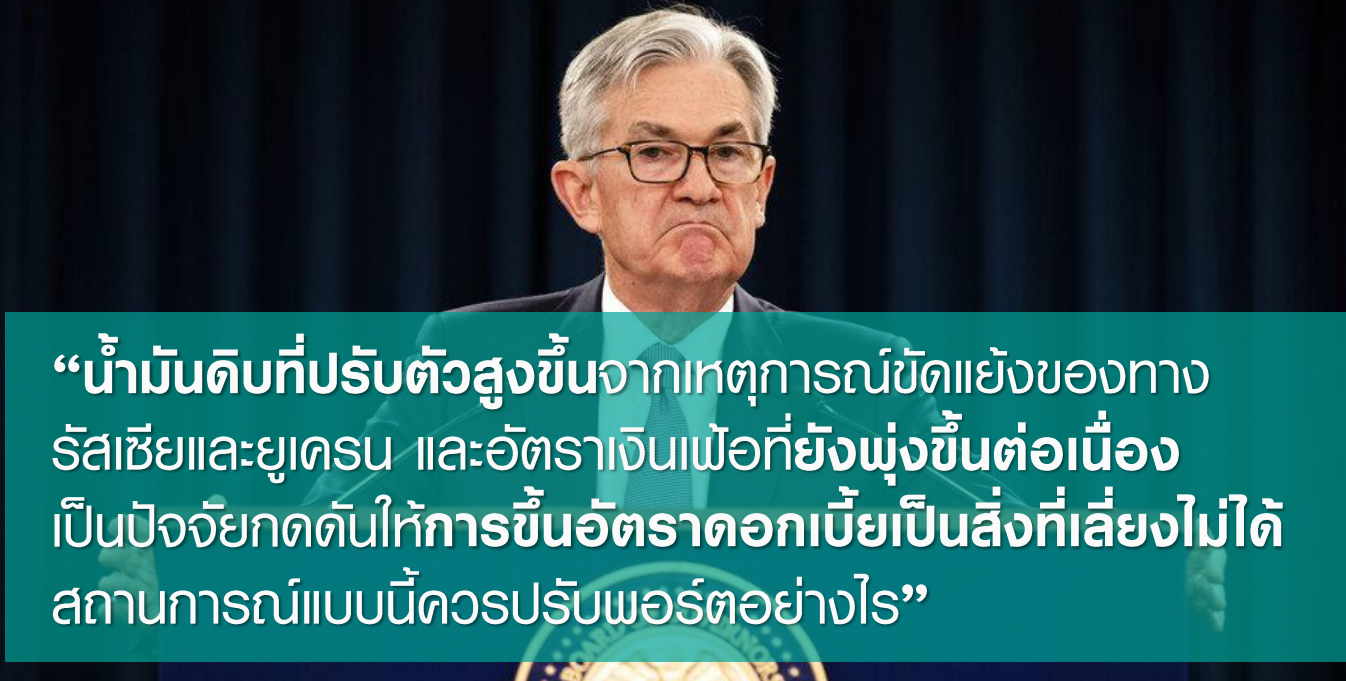 “น้ำมันดิบที่ปรับตัวสูงขึ้นจากเหตุการณ์ขัดแย้งของทาง
รัสเซียและยูเครน และอัตราเงินเฟ้อที่ยังพุ่งขึ้นต่อเนื่อง
เป็นปัจจัยกดดันให้การขึ้นอัตราดอกเบี้ยเป็นสิ่งที่เลี่ยงไม่ได้
สถานการณ์แบบนี้ควรปรับพอร์ตอย่างไร”
BOARD OF GOVERNORS